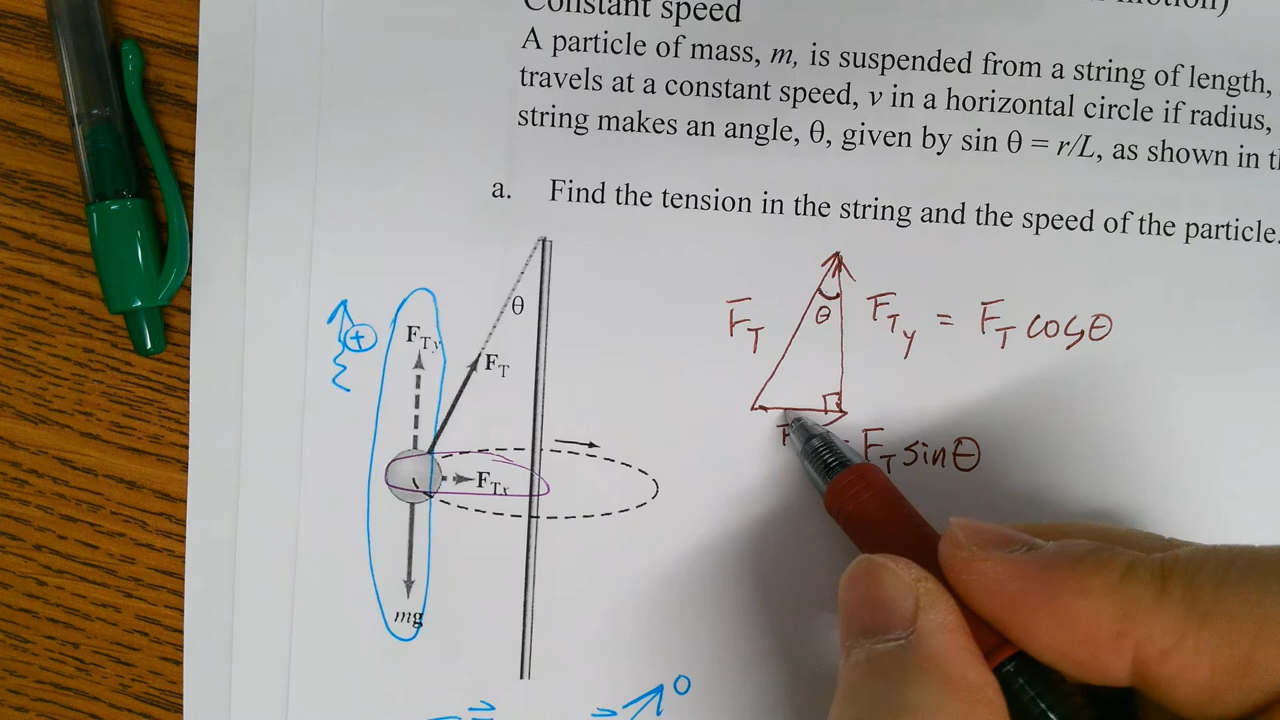 Constant speed
A particle of mass, m, is suspended from a string of length,
travels at a constant speed, v in a horizontal circle if radius,
string makes an angle, θ, given by sin θ = r/L, as shown in
a. Find the tension in the string and the speed of the particle.
θ
F_Ty
F_T
F_Tx
mg
+
F_T
θ
F_Ty = F_T cosθ
F_T sinθ
0